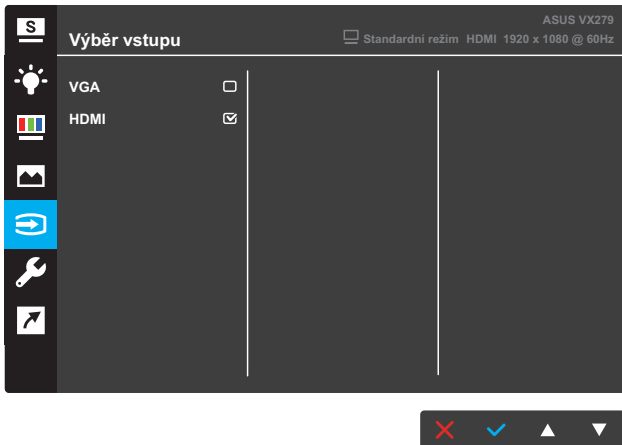 S
ASUS VX279
Výběr vstupu
Standardní režim HDMI 1920 x 1080 @ 60Hz
VGA
HDMI